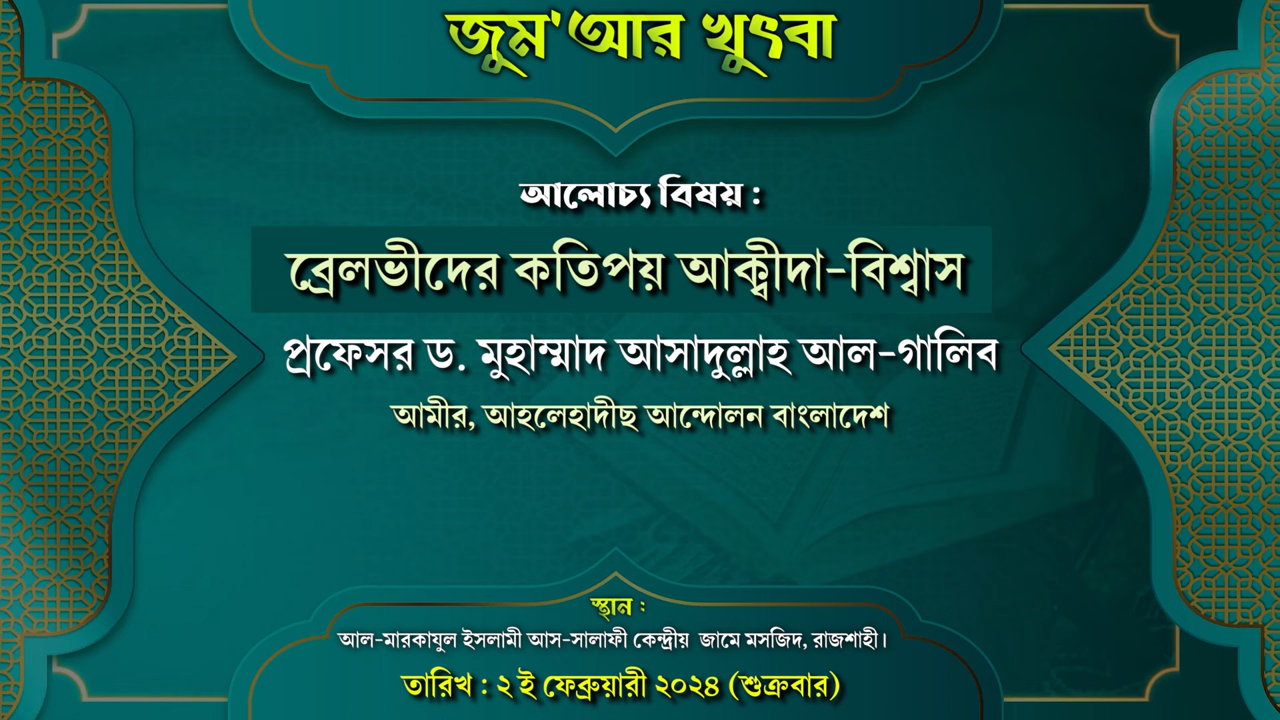 জুম'আর খুৎবা
আলোচ্য বিষয় :
ব্রেলভীদের কতিপয় আক্বীদা-বিশ্বাস
প্রফেসর ড. মুহাম্মাদ আসাদুল্লাহ আল-গালিব
আমীর, আহলেহাদীছ আন্দোলন বাংলাদেশ
স্থান :
আল-মারকাযুল ইসলামী আস-সালাফী কেন্দ্রীয় জামে মসজিদ, রাজশাহী।
তারিখ : ২ ই ফেব্রুয়ারী ২০২৪ (শুক্রবার)